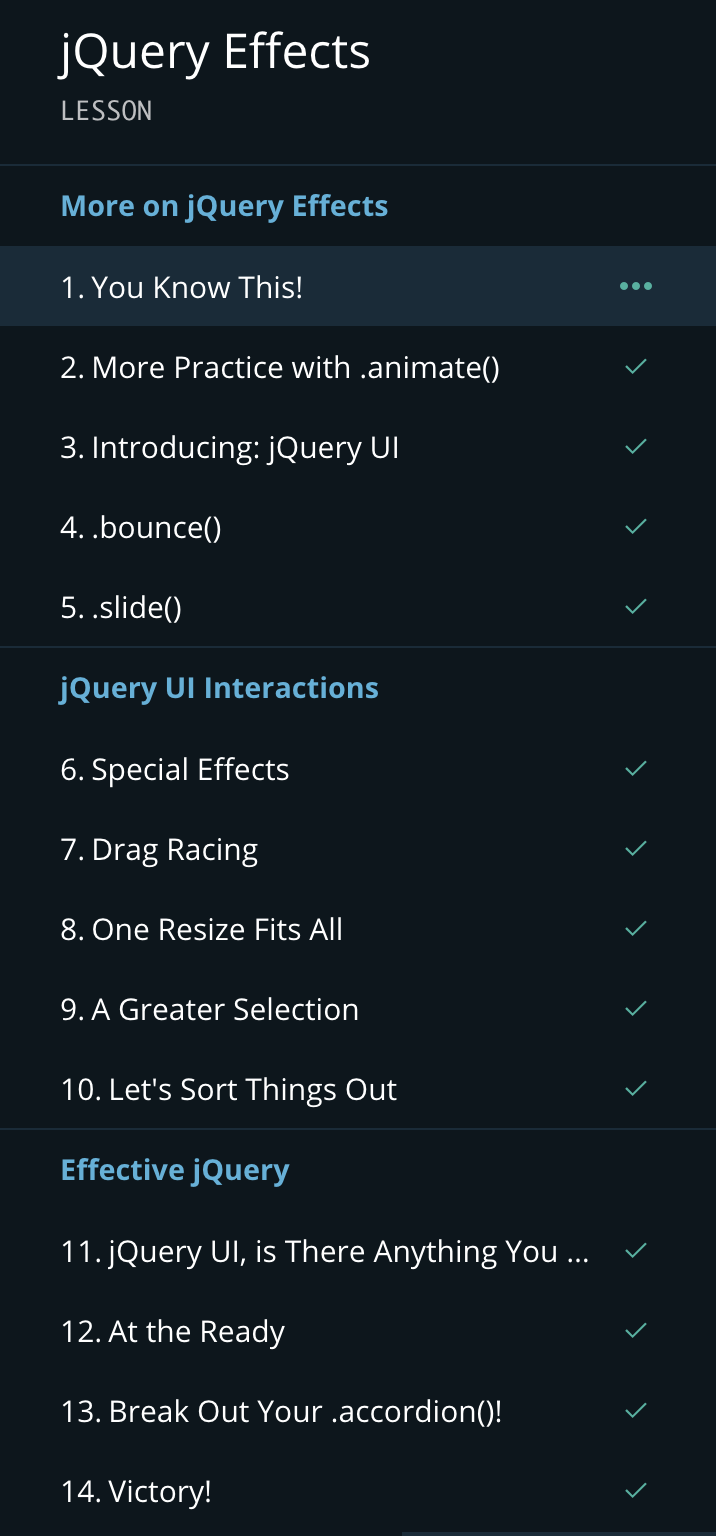 jQuery Effects
LESSON
More on jQuery Effects
1. You Know This!
2. More Practice with .animate()
3. Introducing: jQuery UI
4. .bounce()
5. .slide()
jQuery UI Interactions
6. Special Effects
7. Drag Racing
8. One Resize Fits All
9. A Greater Selection
10. Let's Sort Things Out
Effective jQuery
11. jQuery UI, is There Anything You ...
12. At the Ready
13. Break Out Your .accordion()!
14. Victory!